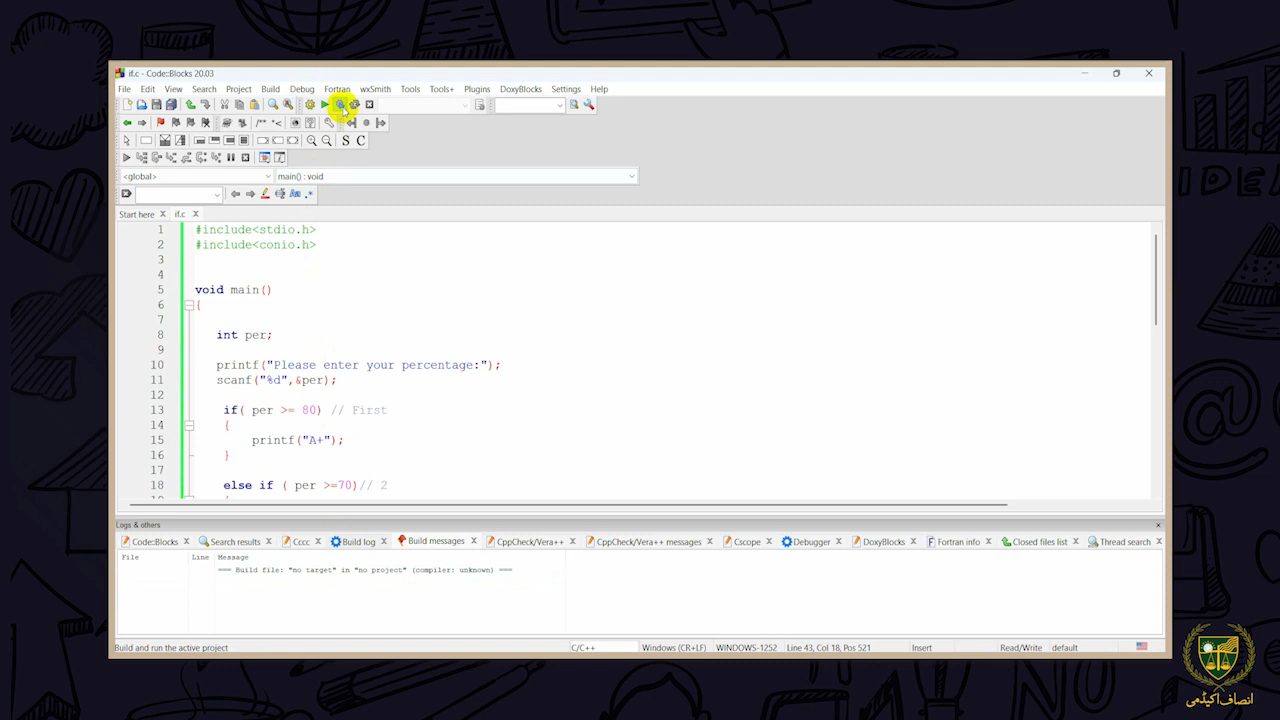 if.c - Code::Blocks 20.03
File Edit View Search Project Build Debug Fortran wxSmith Tools Tools+ Plugins DoxyBlocks Settings Help
S C
<global> main() : void
Start here if.c
1 #include<stdio.h>
2 #include<conio.h>
3
4
5 void main()
6 {
7
8 int per;
9
10 printf("Please enter your percentage:");
11 scanf("%d",&per);
12
13 if( per >= 80) // First
14 {
15 printf("A+");
16 }
17
18 else if ( per >=70)// 2
Logs & others
Code::Blocks Search results Cccc Build log Build messages CppCheck/Vera++ CppCheck/Vera++ messages Cscope Debugger DoxyBlocks Fortran info Closed files list Thread search
File Line Message
=== Build file: "no target" in "no project" (compiler: unknown) ===
Build and run the active project C/C++ Windows (CR+LF) WINDOWS-1252 Line 43, Col 18, Pos 521 Insert Read/Write default
انصاف اکیڈمی
IDEA